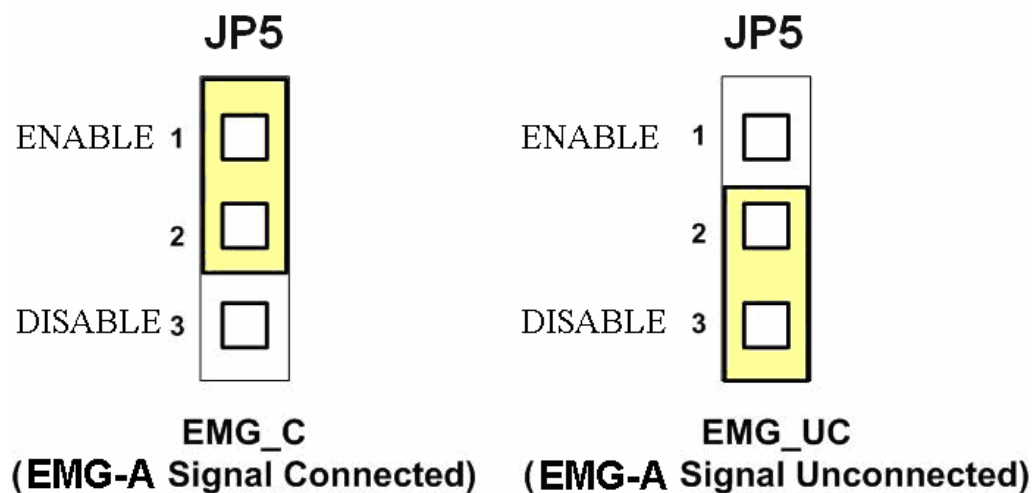 JP5
ENABLE 1
2
DISABLE 3
EMG_C
(EMG-A Signal Connected)
JP5
ENABLE 1
2
DISABLE 3
EMG_UC
(EMG-A Signal Unconnected)